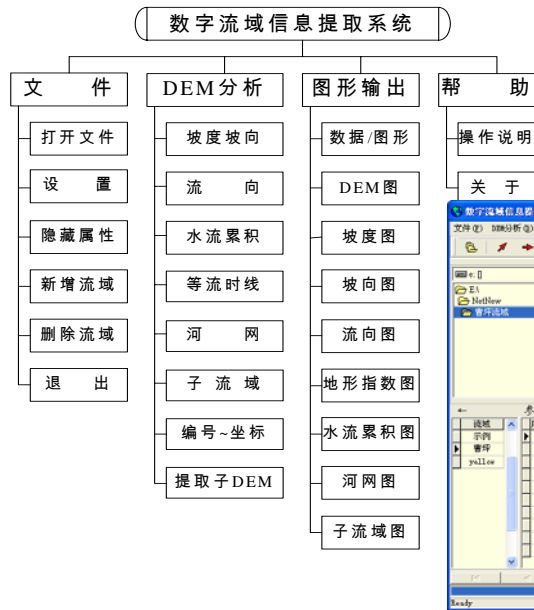 数字流域信息提取系统
文 件
打开文件
设 置
隐藏属性
新增流域
删除流域
退 出
DEM分析
坡度坡向
流 向
水流累积
等流时线
河 网
子 流 域
编号~坐标
提取子DEM
图形输出
数据/图形
DEM图
坡度图
坡向图
流向图
地形指数图
水流累积图
河网图
子流域图
帮 助
操作说明
关 于
数字流域信息
文件(F) DEM分析(Q)
e: []
E:\
NetNew
曹坪流域
流域
示例
曹坪
yellow
Ready